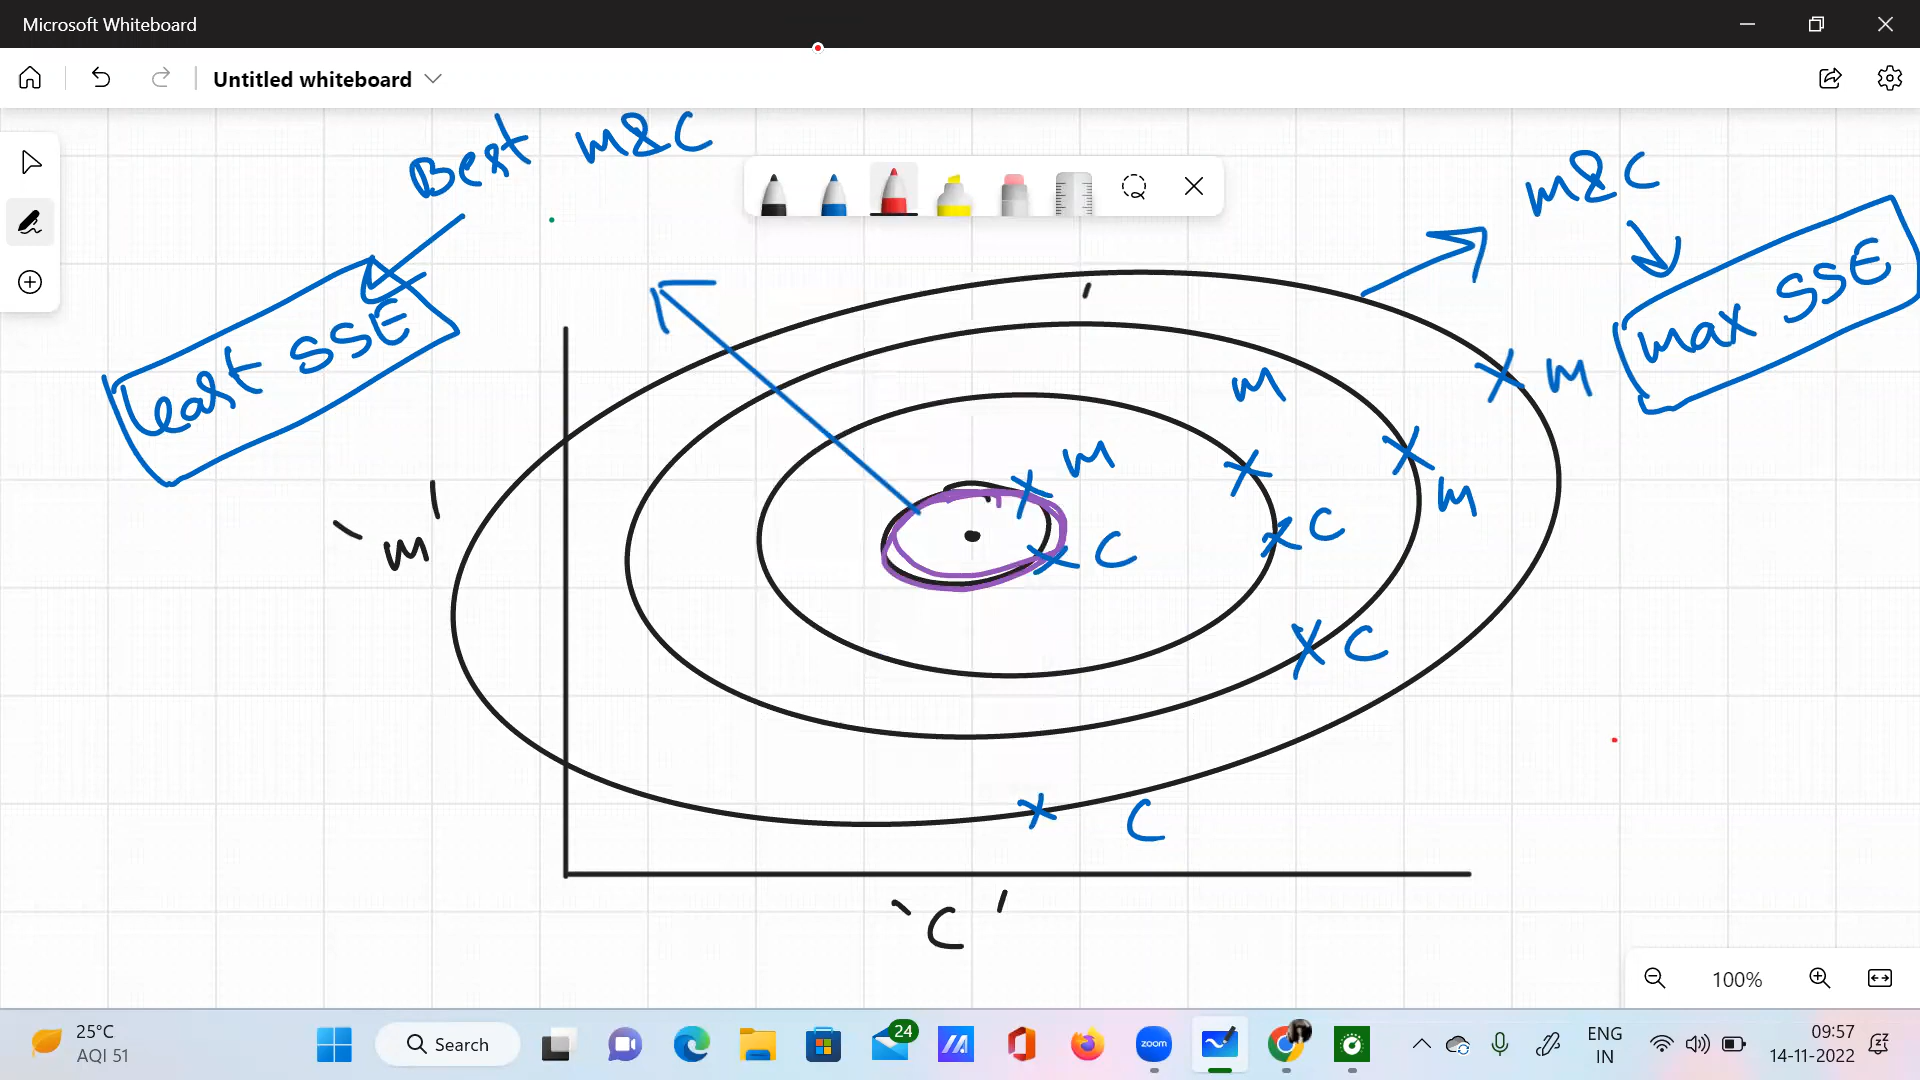 Microsoft Whiteboard
Untitled whiteboard
Best m&C
m&C
least SSE
max SSE
m
m
m
m
'm'
C
C
C
C
'C'
100%
25°C
AQI 51
Search
24
zoom
ENG
IN
09:57
14-11-2022